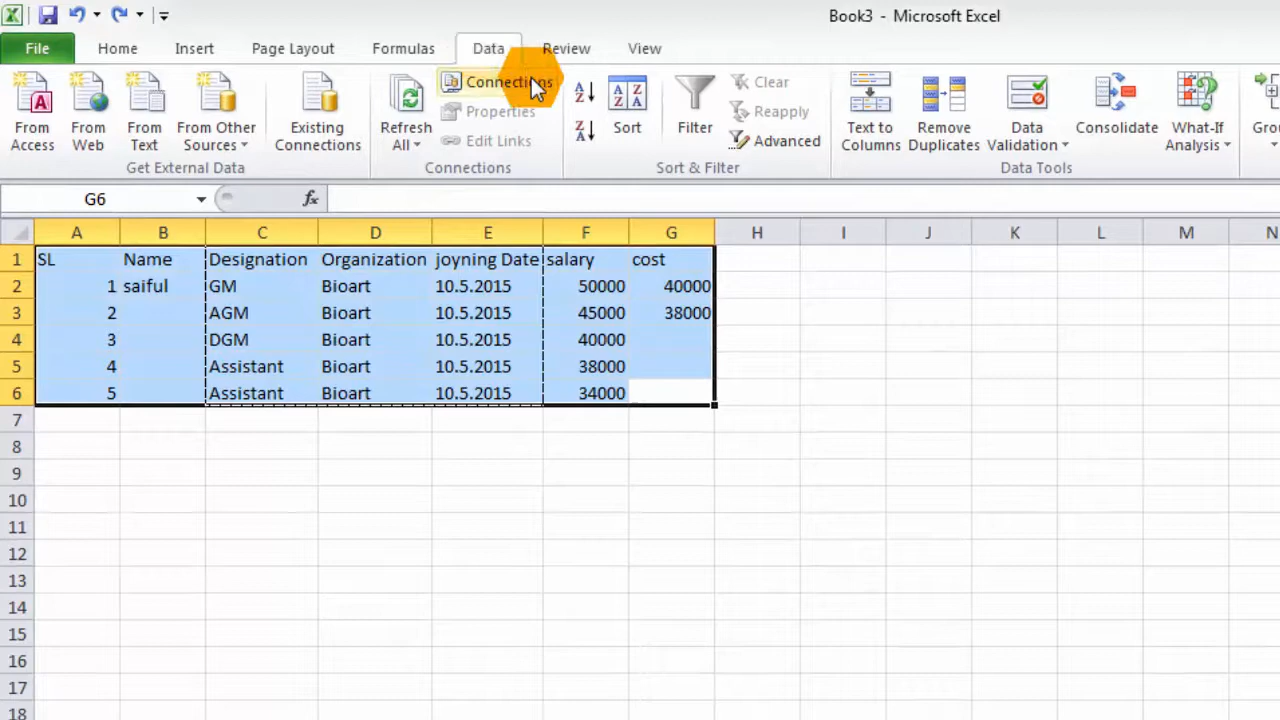 Book3 - Microsoft Excel
File Home Insert Page Layout Formulas Data Review View
From Access
From Web
From Text
From Other Sources
Existing Connections
Get External Data
Refresh All
Connections
Properties
Edit Links
Connections
Sort
Filter
Clear
Reapply
Advanced
Sort & Filter
Text to Columns
Remove Duplicates
Data Validation
Consolidate
What-If Analysis
Data Tools
G6 fx
A B C D E F G H I J K L M N
1 SL Name Designation Organization joyning Date salary cost
2 1 saiful GM Bioart 10.5.2015 50000 40000
3 2 AGM Bioart 10.5.2015 45000 38000
4 3 DGM Bioart 10.5.2015 40000
5 4 Assistant Bioart 10.5.2015 38000
6 5 Assistant Bioart 10.5.2015 34000
7
8
9
10
11
12
13
14
15
16
17
18